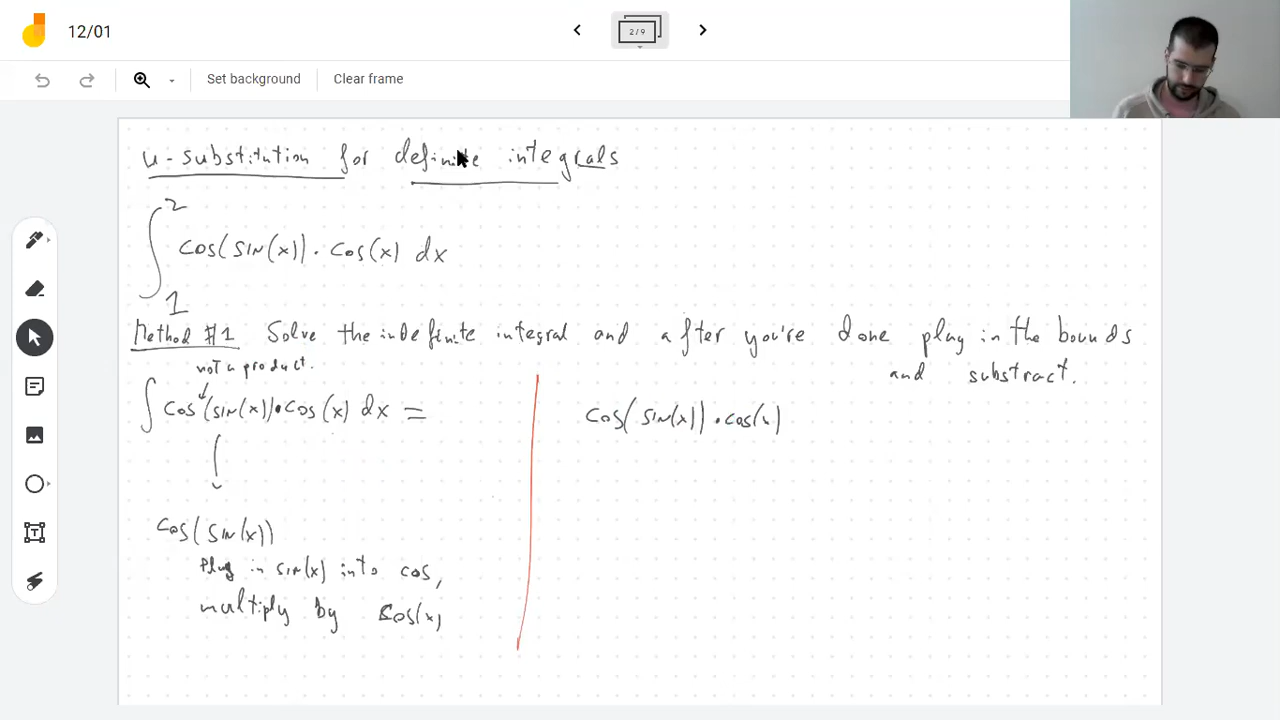 12/01
2/9
Set background
Clear frame
u-substitution for definite integrals
∫₁² cos(sin(x)) · cos(x) dx
Method #1 Solve the indefinite integral and after you're done plug in the bounds
and substract.
not a product.
∫ cos(sin(x)) · cos(x) dx =
cos(sin(x)) · cos(x)
cos(sin(x))
Plug in sin(x) into cos,
multiply by cos(x)